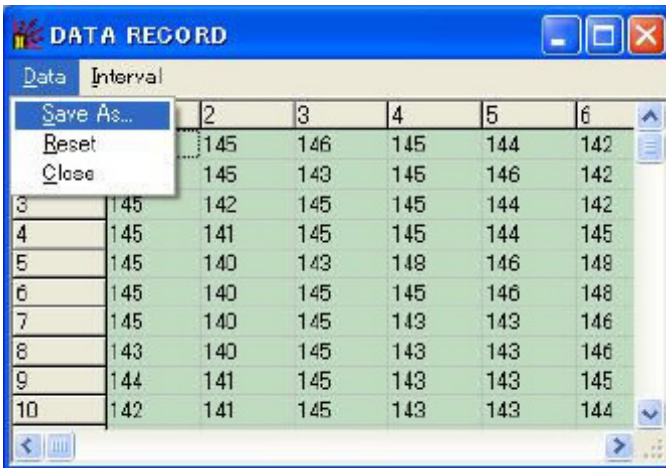 DATA RECORD
Data Interval
Save As... 2 3 4 5 6
Reset 145 146 145 144 142
Close 145 143 145 146 142
3 145 142 145 145 144 142
4 145 141 145 145 144 145
5 145 140 143 148 146 148
6 145 140 145 145 146 148
7 145 140 145 143 143 146
8 143 140 145 143 143 146
9 144 141 145 143 143 145
10 142 141 145 143 143 144